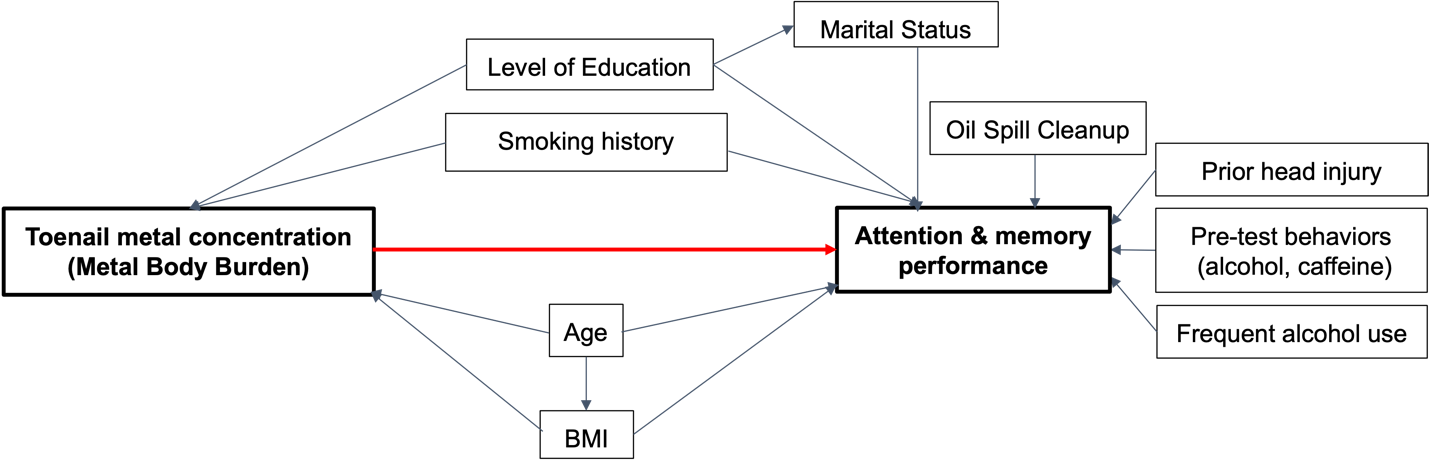 Marital Status
Level of Education
Oil Spill Cleanup
Smoking history
Prior head injury
Toenail metal concentration
(Metal Body Burden)
Attention & memory
performance
Pre-test behaviors
(alcohol, caffeine)
Age
Frequent alcohol use
BMI